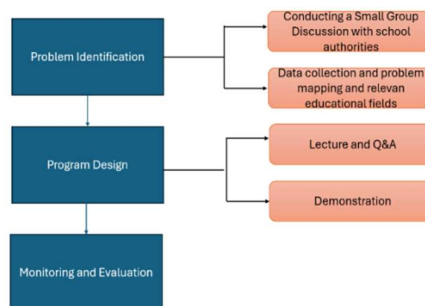 Problem Identification
Conducting a Small Group
Discussion with school
authorities
Data collection and problem
mapping and relevan
educational fields
Program Design
Lecture and Q&A
Demonstration
Monitoring and Evaluation